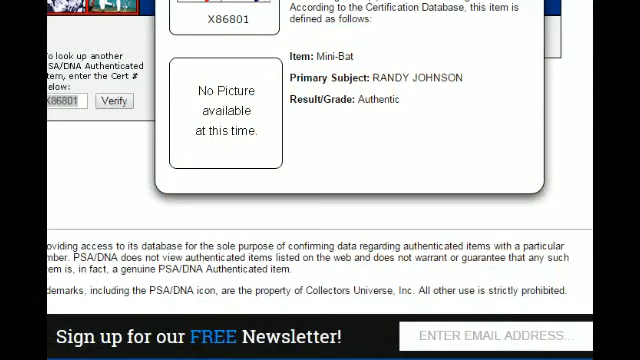 According to the Certification Database, this item is
defined as follows:
X86801
To look up another
PSA/DNA Authenticated
Item, enter the Cert #
below:
X86801 Verify
Item: Mini-Bat
Primary Subject: RANDY JOHNSON
Result/Grade: Authentic
No Picture
available
at this time.
oviding access to its database for the sole purpose of confirming data regarding authenticated items with a particular
mber. PSA/DNA does not view authenticated items listed on the web and does not warrant or guarantee that any such
em is, in fact, a genuine PSA/DNA Authenticated item.
demarks, including the PSA/DNA icon, are the property of Collectors Universe, Inc. All other use is strictly prohibited.
Sign up for our FREE Newsletter!
ENTER EMAIL ADDRESS...